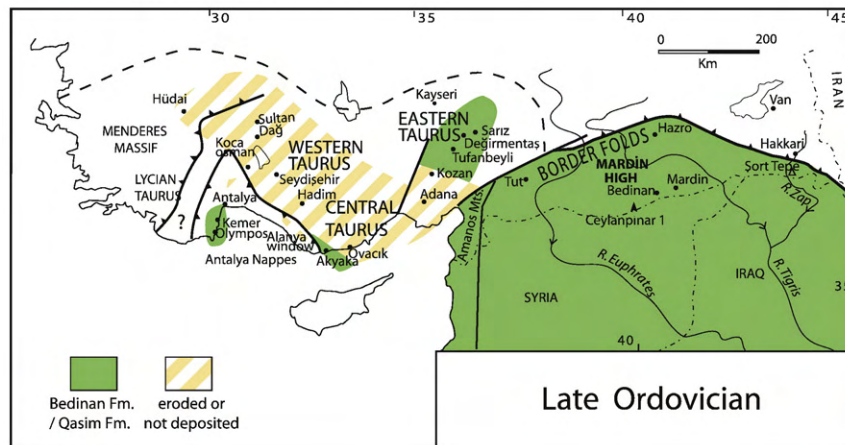 30
35
40
45
0 200
Km
IRAN
Hüdai
Kayseri
Van
MENDERES
MASSIF
Sultan
Dağ
EASTERN
TAURUS
Sarız
Değirmentaş
Tufanbeyli
Hazro
Hakkari
Koca
osman
WESTERN
TAURUS
BORDER FOLDS
MARDİN
HIGH
Sort Tepe
LYCIAN
TAURUS
Seydişehir
Kozan
Tut
Mardin
Bedinan
R.Zap
Antalya
Hadim
Adana
?
CENTRAL
TAURUS
Amanos Mts.
Ceylanpınar 1
Kemer
Olympos
Alanya
window
Ovacık
Akyaka
Antalya Nappes
R.Euphrates
IRAQ
R.Tigris
SYRIA
35
40
Bedinan Fm.
/ Qasim Fm.
eroded or
not deposited
Late Ordovician